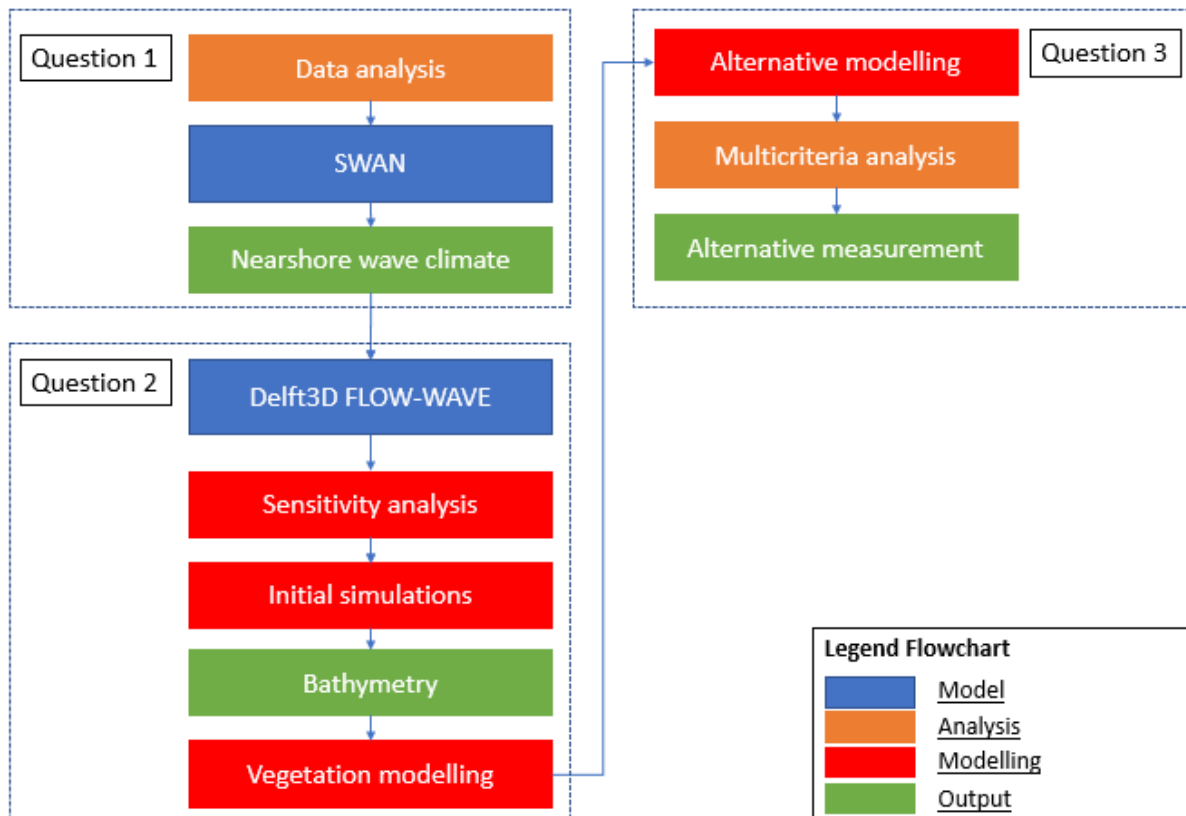 Question 1
Data analysis
SWAN
Nearshore wave climate
Question 2
Delft3D FLOW-WAVE
Sensitivity analysis
Initial simulations
Bathymetry
Vegetation modelling
Question 3
Alternative modelling
Multicriteria analysis
Alternative measurement
Legend Flowchart
Model
Analysis
Modelling
Output